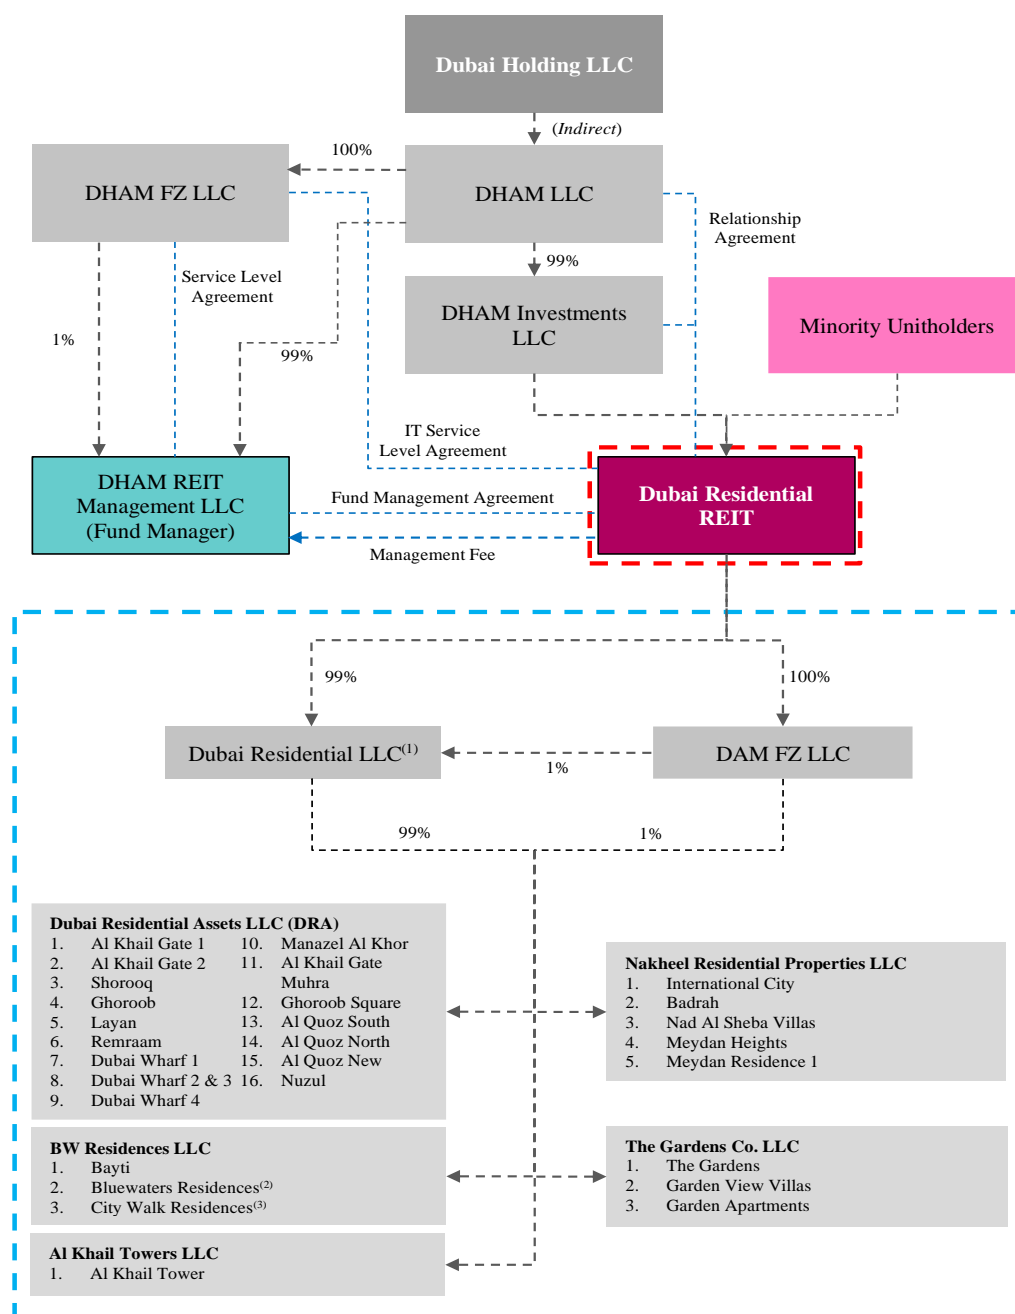 Dubai Holding LLC
(Indirect)
100%
DHAM FZ LLC
DHAM LLC
Relationship
Agreement
99%
Service Level
Agreement
DHAM Investments
LLC
Minority Unitholders
1%
99%
IT Service
Level Agreement
DHAM REIT
Management LLC
(Fund Manager)
Fund Management Agreement
Management Fee
Dubai Residential
REIT
99%
100%
Dubai Residential LLC(1)
1%
DAM FZ LLC
99%
1%
Dubai Residential Assets LLC (DRA)
1. Al Khail Gate 1
2. Al Khail Gate 2
3. Shorooq
4. Ghoroob
5. Layan
6. Remraam
7. Dubai Wharf 1
8. Dubai Wharf 2 & 3
9. Dubai Wharf 4
10. Manazel Al Khor
11. Al Khail Gate
Muhra
12. Ghoroob Square
13. Al Quoz South
14. Al Quoz North
15. Al Quoz New
16. Nuzul
Nakheel Residential Properties LLC
1. International City
2. Badrah
3. Nad Al Sheba Villas
4. Meydan Heights
5. Meydan Residence 1
BW Residences LLC
1. Bayti
2. Bluewaters Residences(2)
3. City Walk Residences(3)
The Gardens Co. LLC
1. The Gardens
2. Garden View Villas
3. Garden Apartments
Al Khail Towers LLC
1. Al Khail Tower